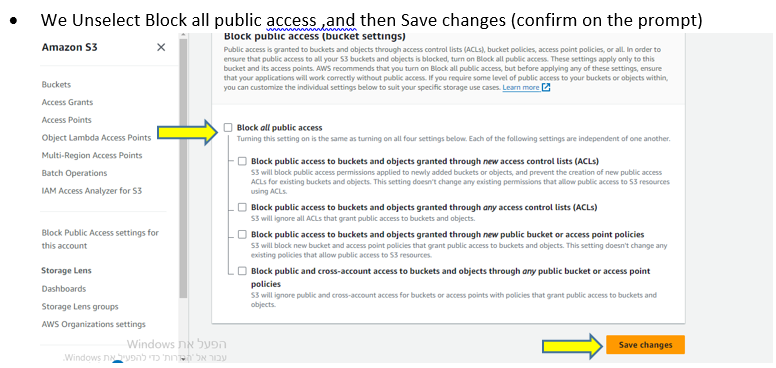 • We Unselect Block all public access ,and then Save changes (confirm on the prompt)
Amazon S3
Buckets
Access Grants
Access Points
Object Lambda Access Points
Multi-Region Access Points
Batch Operations
IAM Access Analyzer for S3
Block Public Access settings for
this account
Storage Lens
Dashboards
Storage Lens groups
AWS Organizations settings
Block public access (bucket settings)
Public access is granted to buckets and objects through access control lists (ACLs), bucket policies, access point policies, or all. In order to
ensure that public access to all your S3 buckets and objects is blocked, turn on Block all public access. These settings apply only to this
bucket and its access points. AWS recommends that you turn on Block all public access, but before applying any of these settings, ensure
that your applications will work correctly without public access. If you require some level of public access to your buckets or objects within,
you can customize the individual settings below to suit your specific storage use cases. Learn more
Block all public access
Turning this setting on is the same as turning on all four settings below. Each of the following settings are independent of one another.
Block public access to buckets and objects granted through new access control lists (ACLs)
S3 will block public access permissions applied to newly added buckets or objects, and prevent the creation of new public access
ACLs for existing buckets and objects. This setting doesn't change any existing permissions that allow public access to S3 resources
using ACLs.
Block public access to buckets and objects granted through any access control lists (ACLs)
S3 will ignore all ACLs that grant public access to buckets and objects.
Block public access to buckets and objects granted through new public bucket or access point policies
S3 will block new bucket and access point policies that grant public access to buckets and objects. This setting doesn't change any
existing policies that allow public access to S3 resources.
Block public and cross-account access to buckets and objects through any public bucket or access point
policies
S3 will ignore public and cross-account access for buckets or access points with policies that grant public access to buckets and
objects.
Save changes
הפעל את Windows
עבור אל 'הגדרות' כדי להפעיל את Windows.